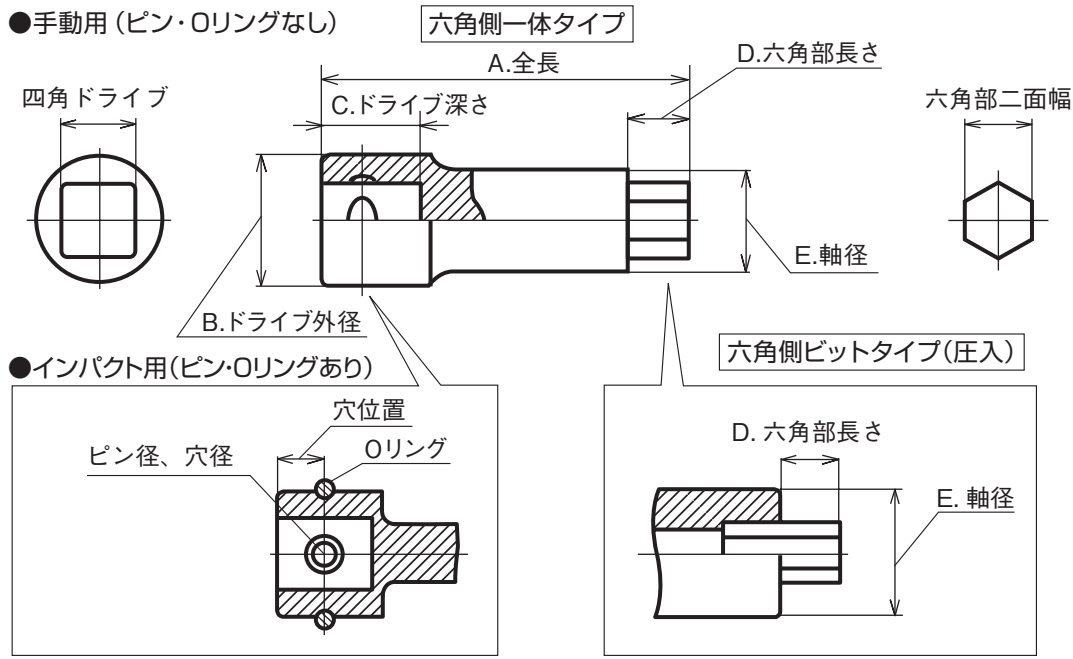 ●手動用(ピン・Oリングなし)
六角側一体タイプ
A.全長
D.六角部長さ
四角ドライブ
C.ドライブ深さ
六角部二面幅
E.軸径
B.ドライブ外径
●インパクト用(ピン・Oリングあり)
六角側ビットタイプ(圧入)
穴位置
ピン径、穴径
Oリング
D. 六角部長さ
E. 軸径